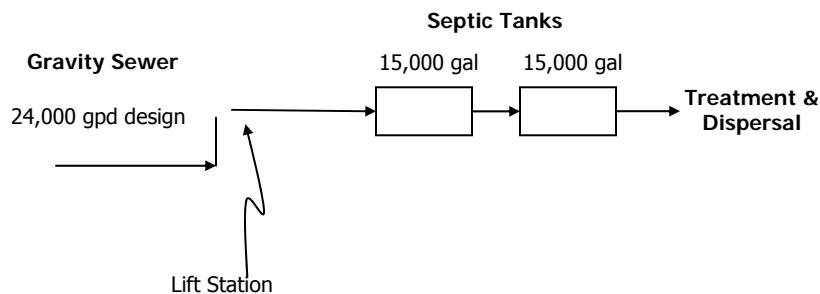 Septic Tanks
Gravity Sewer
15,000 gal 15,000 gal
24,000 gpd design
Treatment &
Dispersal
Lift Station